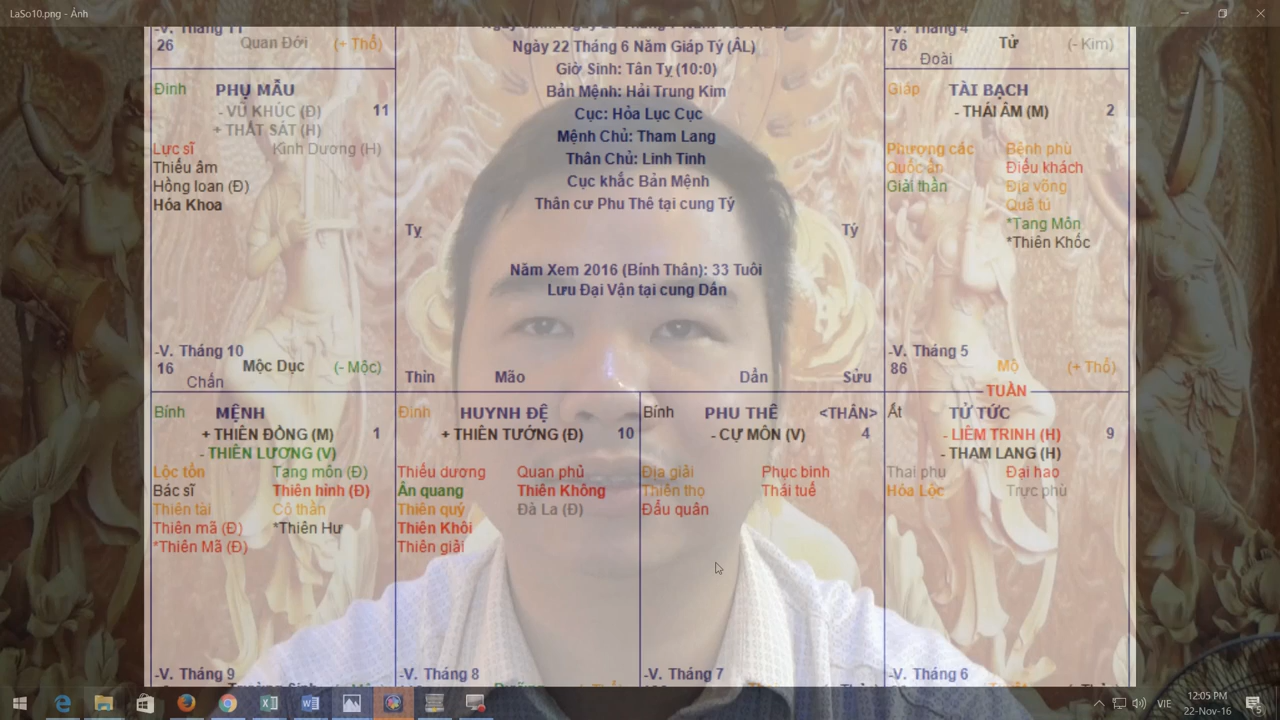 LaSo10.png - Ảnh
-V. Tháng 11
26
Quan Đới
(+ Thổ)
Ngày 22 Tháng 6 Năm Giáp Tý (ÂL)
Giờ Sinh: Tân Tỵ (10:0)
Bản Mệnh: Hải Trung Kim
Cục: Hỏa Lục Cục
Mệnh Chủ: Tham Lang
Thân Chủ: Linh Tinh
Cục khắc Bản Mệnh
Thân cư Phu Thê tại cung Tý
Tỵ
Tý
Năm Xem 2016 (Bính Thân): 33 Tuổi
Lưu Đại Vận tại cung Dần
Thìn
Mão
Dần
Sửu
-V. Tháng 4
76
Tử
(- Kim)
Đoài
Đinh
PHỤ MẪU
- VŨ KHÚC (Đ)
11
+ THẤT SÁT (H)
Lực sĩ
Kình Dương (H)
Thiếu âm
Hồng loan (Đ)
Hóa Khoa
-V. Tháng 10
16
Mộc Dục
(- Mộc)
Chấn
Giáp
TÀI BẠCH
- THÁI ÂM (M)
2
Phượng các
Bệnh phù
Quốc ấn
Điếu khách
Giải thần
Địa võng
Quả tú
*Tang Môn
*Thiên Khốc
-V. Tháng 5
86
Mộ
(+ Thổ)
TUẦN
Bính
MỆNH
+ THIÊN ĐỒNG (M)
1
- THIÊN LƯƠNG (V)
Lộc tồn
Tang môn (Đ)
Bác sĩ
Thiên hình (Đ)
Thiên tài
Cô thần
Thiên mã (Đ)
*Thiên Hư
*Thiên Mã (Đ)
-V. Tháng 9
Đinh
HUYNH ĐỆ
+ THIÊN TƯỚNG (Đ)
10
Thiếu dương
Quan phủ
Ân quang
Thiên Không
Thiên quý
Đà La (Đ)
Thiên Khôi
Thiên giải
-V. Tháng 8
Bính
PHU THÊ
<THÂN>
- CỰ MÔN (V)
4
Địa giải
Phục binh
Thiên thọ
Thái tuế
Đẩu quân
-V. Tháng 7
Ất
TỬ TỨC
- LIÊM TRINH (H)
9
- THAM LANG (H)
Thai phụ
Đại hao
Hóa Lộc
Trực phù
-V. Tháng 6
VIE
12:05 PM
22-Nov-16